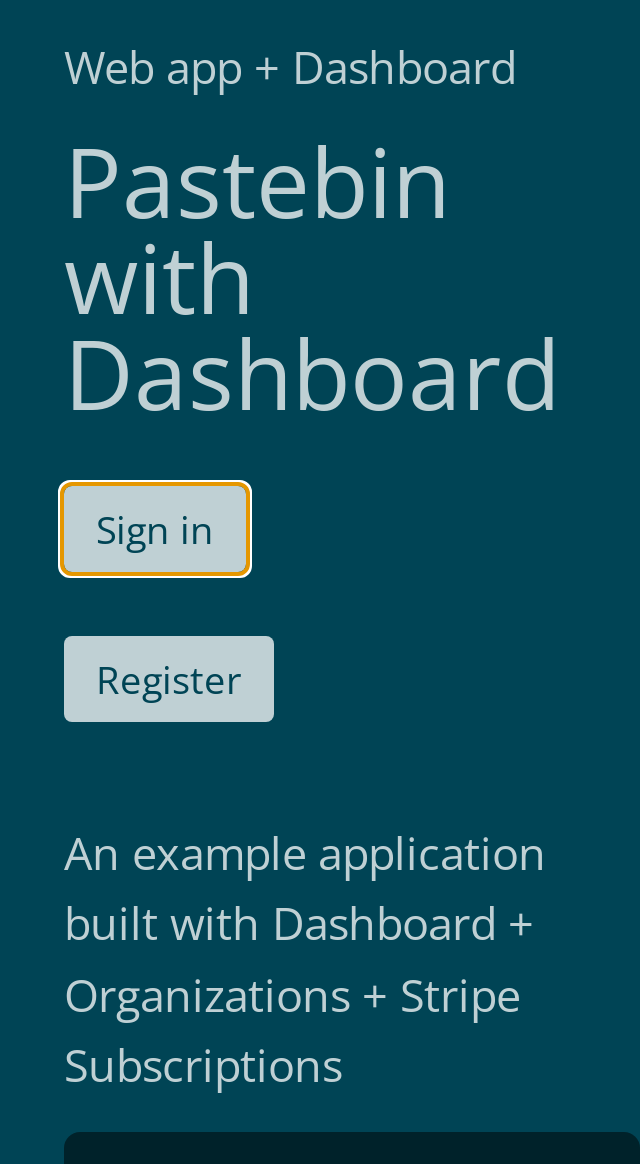 Web app + Dashboard
Pastebin
with
Dashboard
Sign in
Register
An example application
built with Dashboard +
Organizations + Stripe
Subscriptions